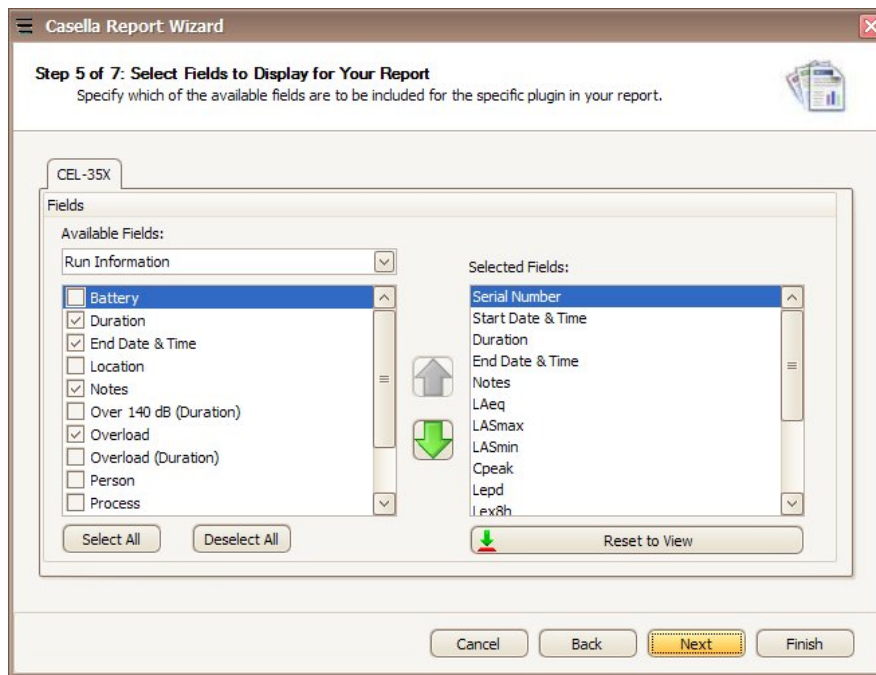 Casella Report Wizard
Step 5 of 7: Select Fields to Display for Your Report
Specify which of the available fields are to be included for the specific plugin in your report.
CEL-35X
Fields
Available Fields:
Run Information
Battery
Duration
End Date & Time
Location
Notes
Over 140 dB (Duration)
Overload
Overload (Duration)
Person
Process
Select All
Deselect All
Selected Fields:
Serial Number
Start Date & Time
Duration
End Date & Time
Notes
LAeq
LASmax
LASmin
Cpeak
Lepd
Lex8h
Reset to View
Cancel
Back
Next
Finish